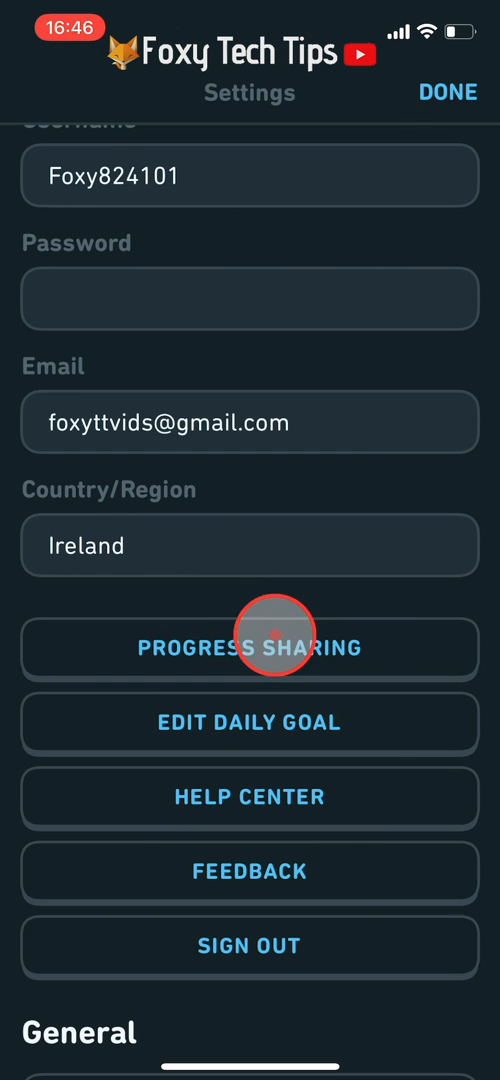 16:46
Foxy Tech Tips
Settings
DONE
Username
Foxy824101
Password
Email
foxyttvids@gmail.com
Country/Region
Ireland
PROGRESS SHARING
EDIT DAILY GOAL
HELP CENTER
FEEDBACK
SIGN OUT
General